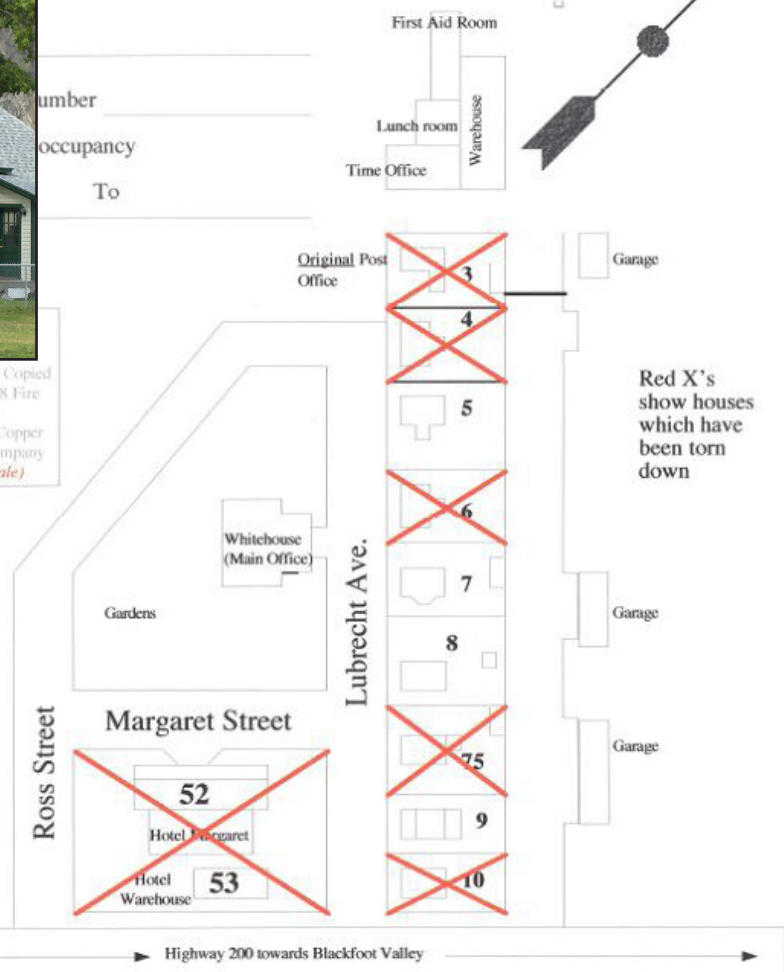 First Aid Room
umber
Lunch room
Warehouse
occupancy
Time Office
To
Original Post
Office
3
Garage
4
Copied
8 Fire
Copper
mpany
ale)
5
Red X's
show houses
which have
been torn
down
6
Whitehouse
(Main Office)
Lubrecht Ave.
7
Gardens
Garage
8
Margaret Street
Ross Street
75
Garage
52
Hotel Margaret
9
Hotel
Warehouse
53
10
Highway 200 towards Blackfoot Valley